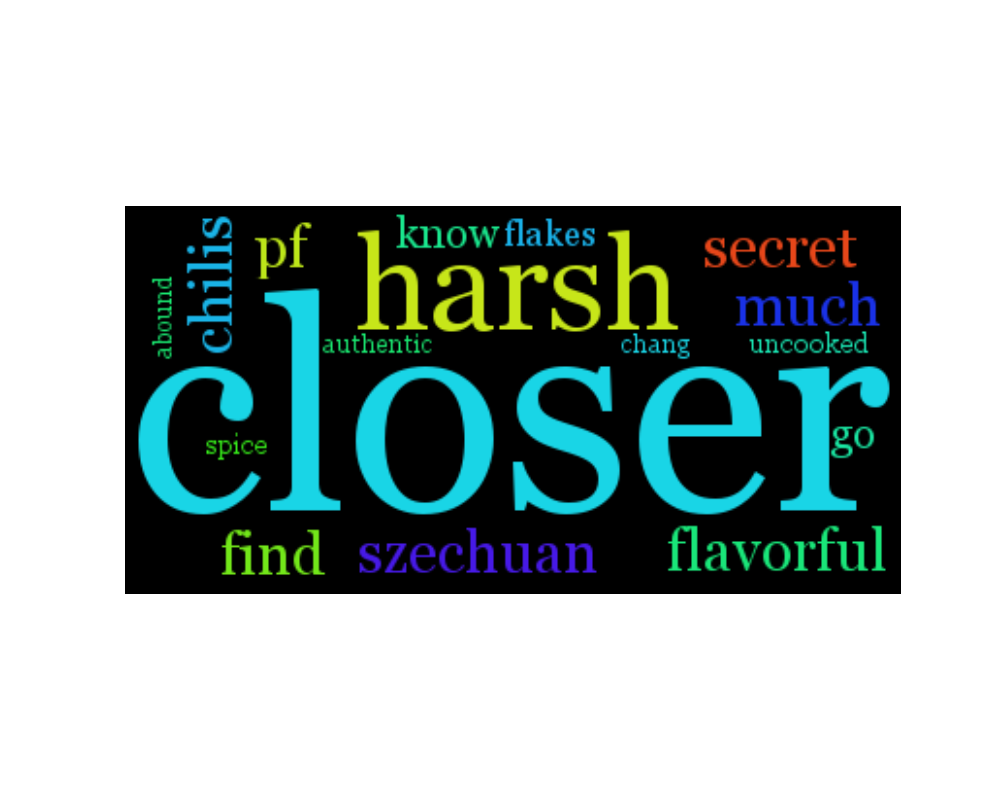 know flakes
pf
harsh
secret
chilis
abound
much
authentic
chang
uncooked
closer
spice
go
find
szechuan
flavorful